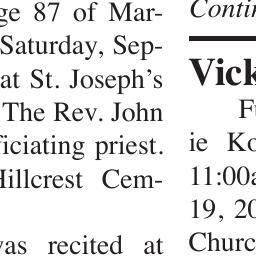 ge 87 of Mar-
Saturday, Sep-
at St. Joseph's
The Rev. John
ficiating priest.
Hillcrest Cem-
was recited at
Contin
Vick
Fu
ie Ko
11:00a
19, 20
Churc